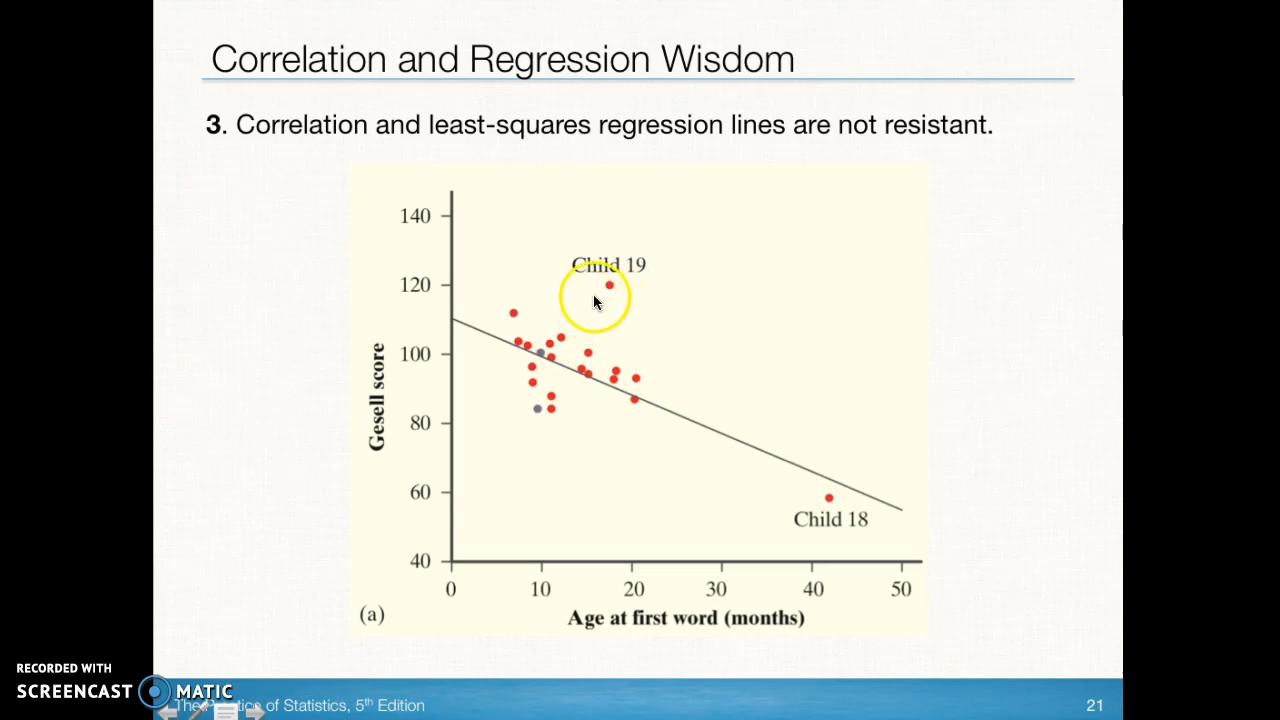 Correlation and Regression Wisdom
3. Correlation and least-squares regression lines are not resistant.
140
Child 19
120
100
Gesell score
80
60
Child 18
40
0 10 20 30 40 50
(a)
Age at first word (months)
RECORDED WITH
SCREENCAST MATIC
The Practice of Statistics, 5th Edition
21